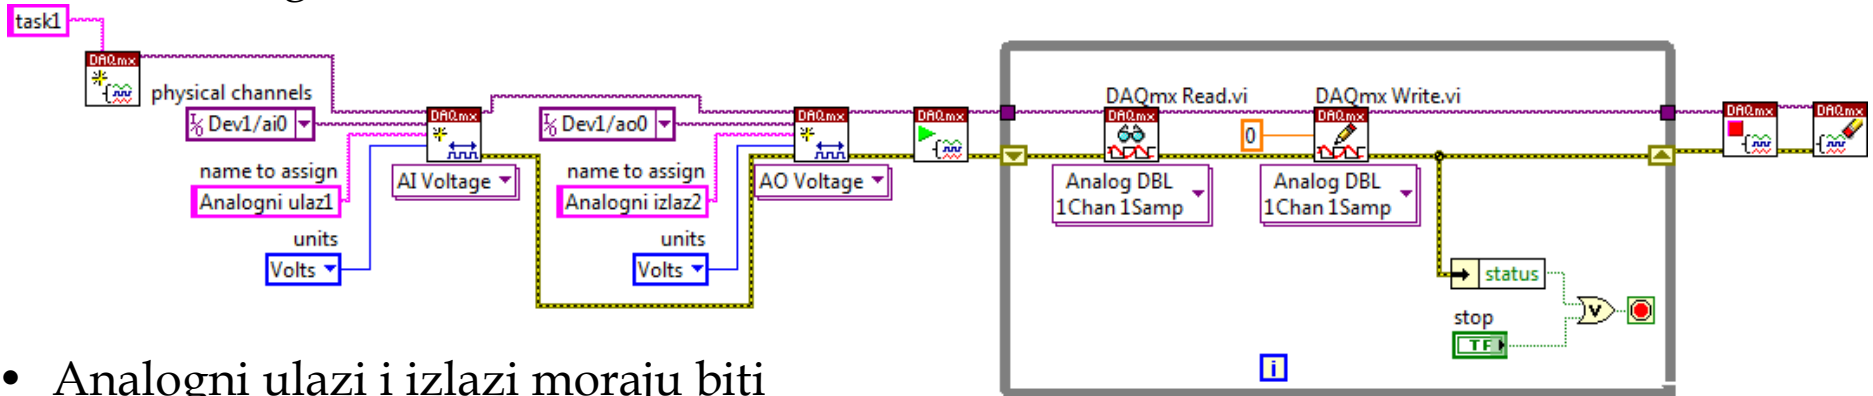 task1
DAQmx
physical channels
Dev1/ai0
DAQmx
name to assign
Analogni ulaz1
AI Voltage
units
Volts
Dev1/ao0
DAQmx
name to assign
Analogni izlaz2
AO Voltage
units
Volts
DAQmx
DAQmx Read.vi
DAQmx
Analog DBL
1Chan 1Samp
DAQmx Write.vi
0
DAQmx
Analog DBL
1Chan 1Samp
status
stop
TF
i
DAQmx
DAQmx
• Analogni ulazi i izlazi moraju biti